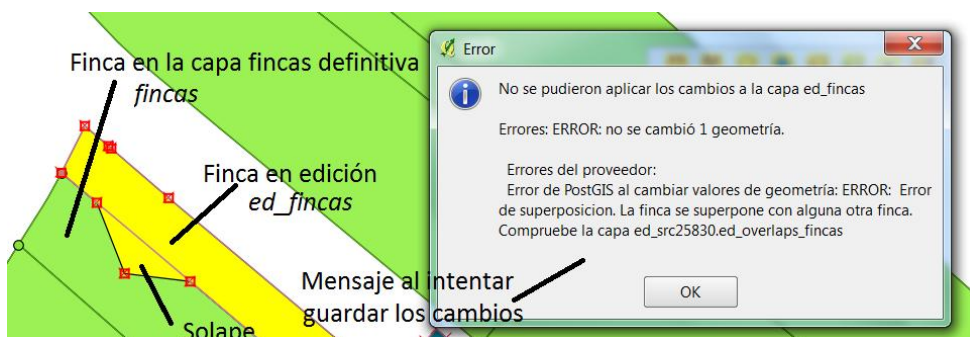 Finca en la capa fincas definitiva
fincas
Finca en edición
ed_fincas
Mensaje al intentar
guardar los cambios
Solape
Error
No se pudieron aplicar los cambios a la capa ed_fincas
Errores: ERROR: no se cambió 1 geometría.
Errores del proveedor:
Error de PostGIS al cambiar valores de geometría: ERROR: Error
de superposicion. La finca se superpone con alguna otra finca.
Compruebe la capa ed_src25830.ed_overlaps_fincas
OK